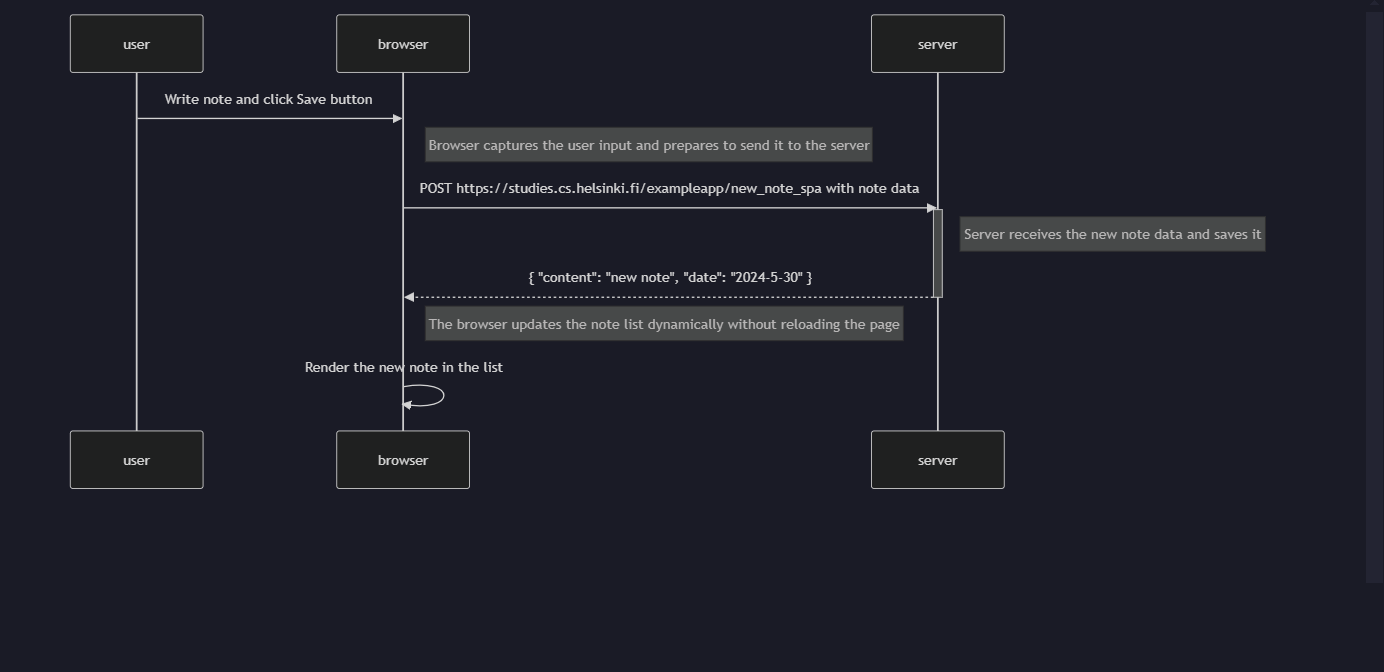 user
browser
server
Write note and click Save button
Browser captures the user input and prepares to send it to the server
POST https://studies.cs.helsinki.fi/exampleapp/new_note_spa with note data
Server receives the new note data and saves it
{ "content": "new note", "date": "2024-5-30" }
The browser updates the note list dynamically without reloading the page
Render the new note in the list
user
browser
server